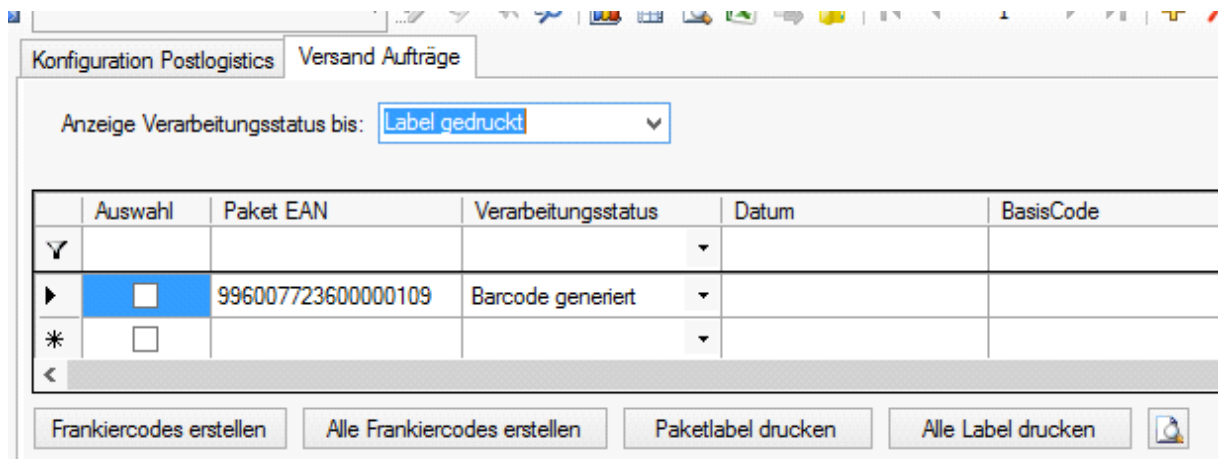 Konfiguration Postlogistics Versand Aufträge
Anzeige Verarbeitungsstatus bis: Label gedruckt
Auswahl Paket EAN Verarbeitungsstatus Datum BasisCode
996007723600000109 Barcode generiert
Frankiercodes erstellen Alle Frankiercodes erstellen Paketlabel drucken Alle Label drucken